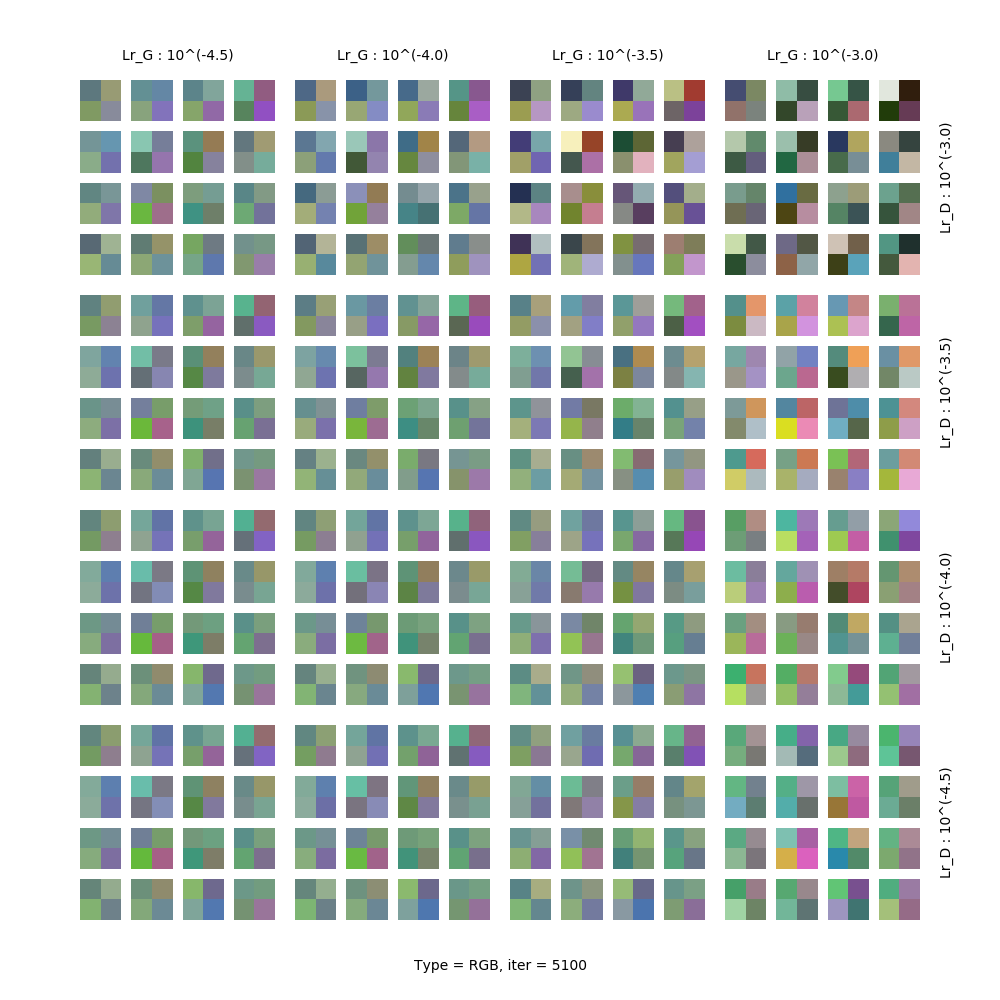 Lr_G : 10^(-4.5)
Lr_G : 10^(-4.0)
Lr_G : 10^(-3.5)
Lr_G : 10^(-3.0)
Lr_D : 10^(-3.0)
Lr_D : 10^(-3.5)
Lr_D : 10^(-4.0)
Lr_D : 10^(-4.5)
Type = RGB, iter = 5100